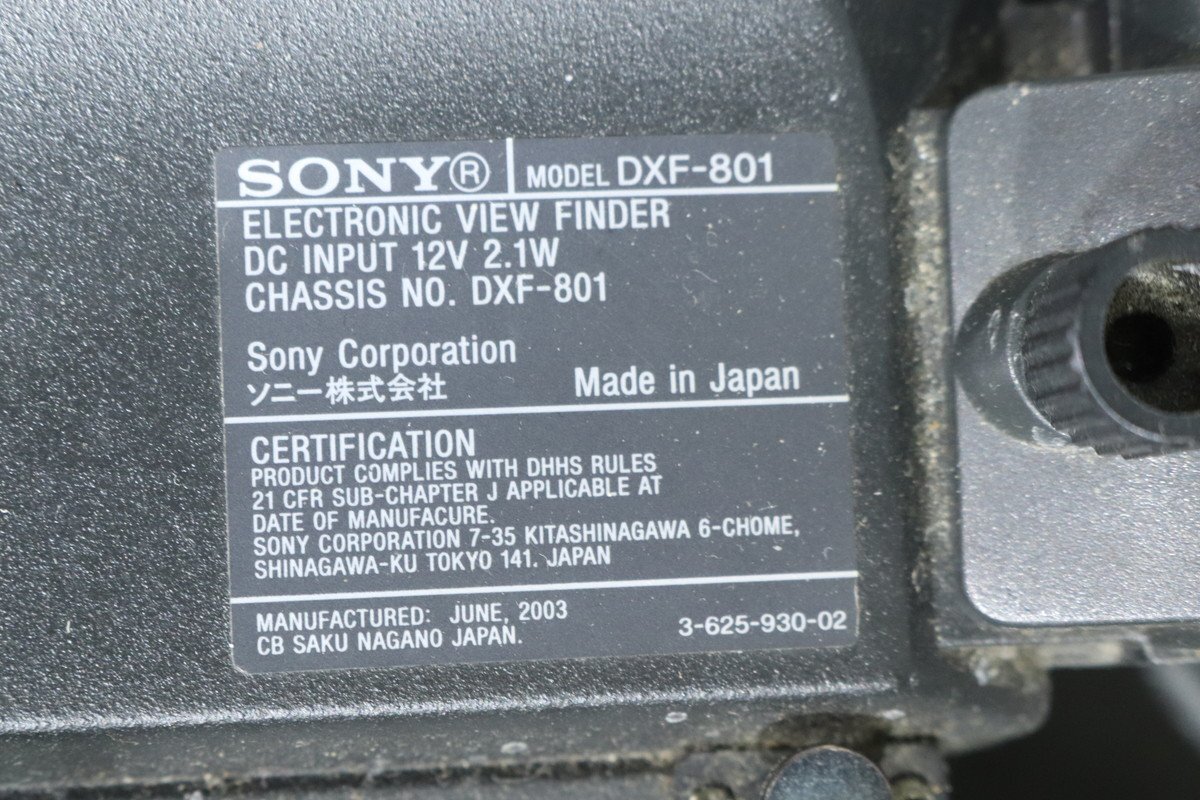 SONY® MODEL DXF-801
ELECTRONIC VIEW FINDER
DC INPUT 12V 2.1W
CHASSIS NO. DXF-801
Sony Corporation
ソニー株式会社 Made in Japan
CERTIFICATION
PRODUCT COMPLIES WITH DHHS RULES
21 CFR SUB-CHAPTER J APPLICABLE AT
DATE OF MANUFACURE.
SONY CORPORATION 7-35 KITASHINAGAWA 6-CHOME,
SHINAGAWA-KU TOKYO 141. JAPAN
MANUFACTURED: JUNE, 2003
CB SAKU NAGANO JAPAN. 3-625-930-02